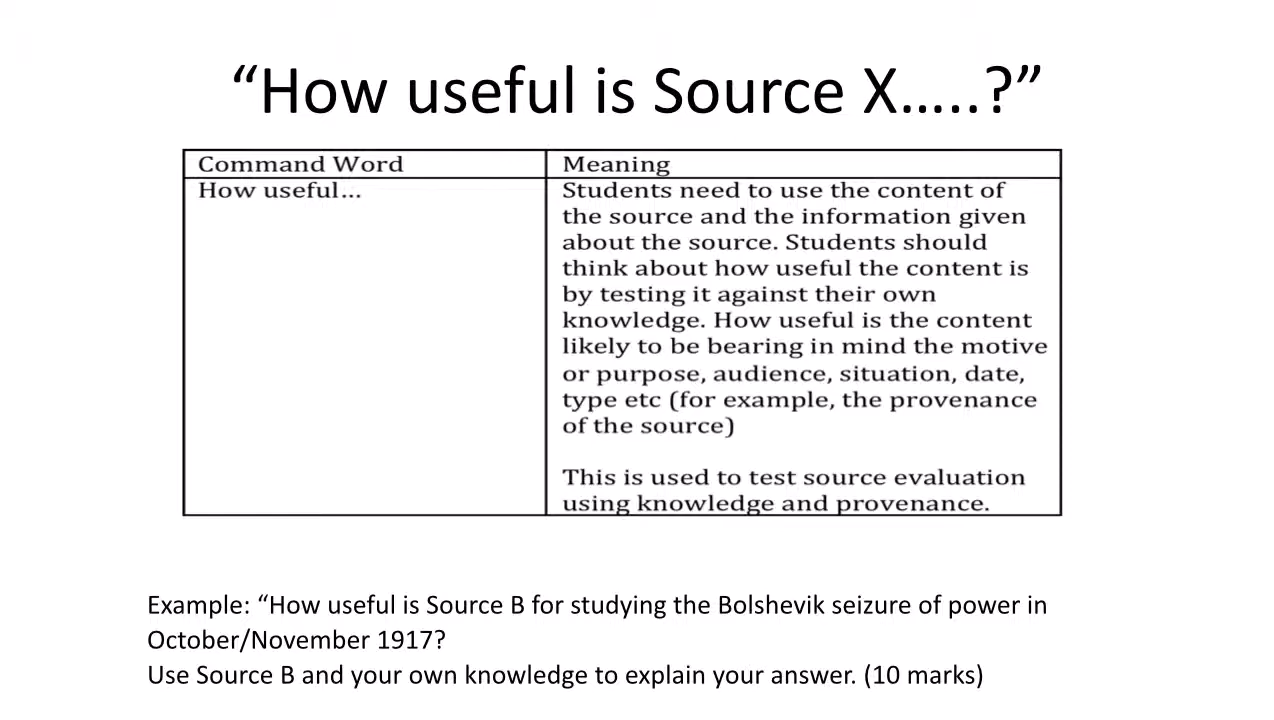 “How useful is Source X…..?”
Command Word
Meaning
How useful…
Students need to use the content of
the source and the information given
about the source. Students should
think about how useful the content is
by testing it against their own
knowledge. How useful is the content
likely to be bearing in mind the motive
or purpose, audience, situation, date,
type etc (for example, the provenance
of the source)
This is used to test source evaluation
using knowledge and provenance.
Example: “How useful is Source B for studying the Bolshevik seizure of power in
October/November 1917?
Use Source B and your own knowledge to explain your answer. (10 marks)